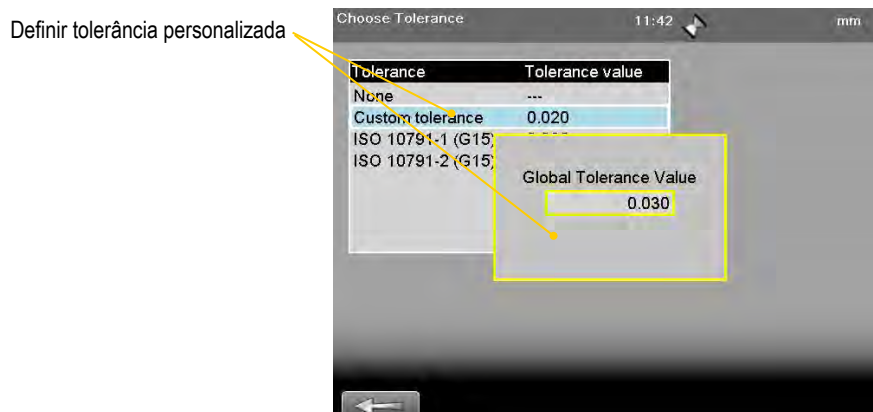 Definir tolerância personalizada
Choose Tolerance 11:42 mm
Tolerance Tolerance value
None ---
Custom tolerance 0.020
ISO 10791-1 (G15)
ISO 10791-2 (G15)
Global Tolerance Value
0.030